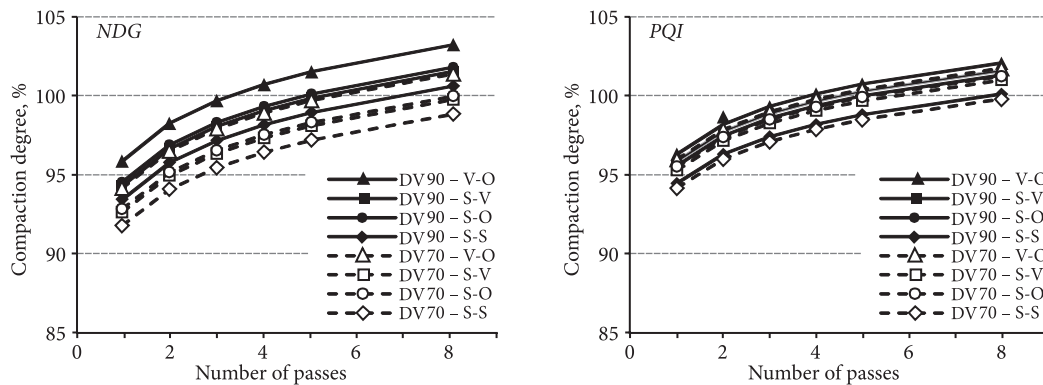 NDG
Compaction degree, %
105
100
95
90
85
0
2
4
6
8
Number of passes
DV90 – V-O
DV90 – S-V
DV90 – S-O
DV90 – S-S
DV70 – V-O
DV70 – S-V
DV70 – S-O
DV70 – S-S
PQI
Compaction degree, %
105
100
95
90
85
0
2
4
6
8
Number of passes
DV90 – V-O
DV90 – S-V
DV90 – S-O
DV90 – S-S
DV70 – V-O
DV70 – S-V
DV70 – S-O
DV70 – S-S